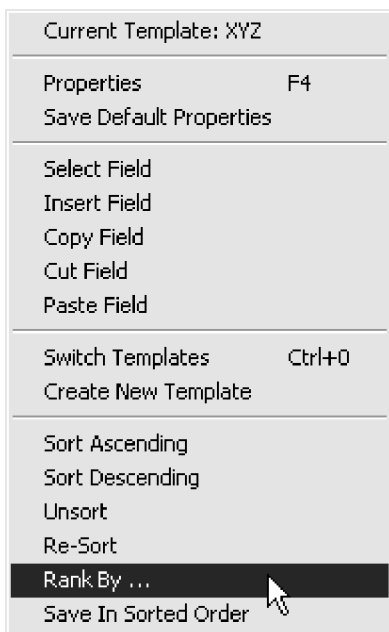 Current Template: XYZ
Properties F4
Save Default Properties
Select Field
Insert Field
Copy Field
Cut Field
Paste Field
Switch Templates Ctrl+0
Create New Template
Sort Ascending
Sort Descending
Unsort
Re-Sort
Rank By ...
Save In Sorted Order